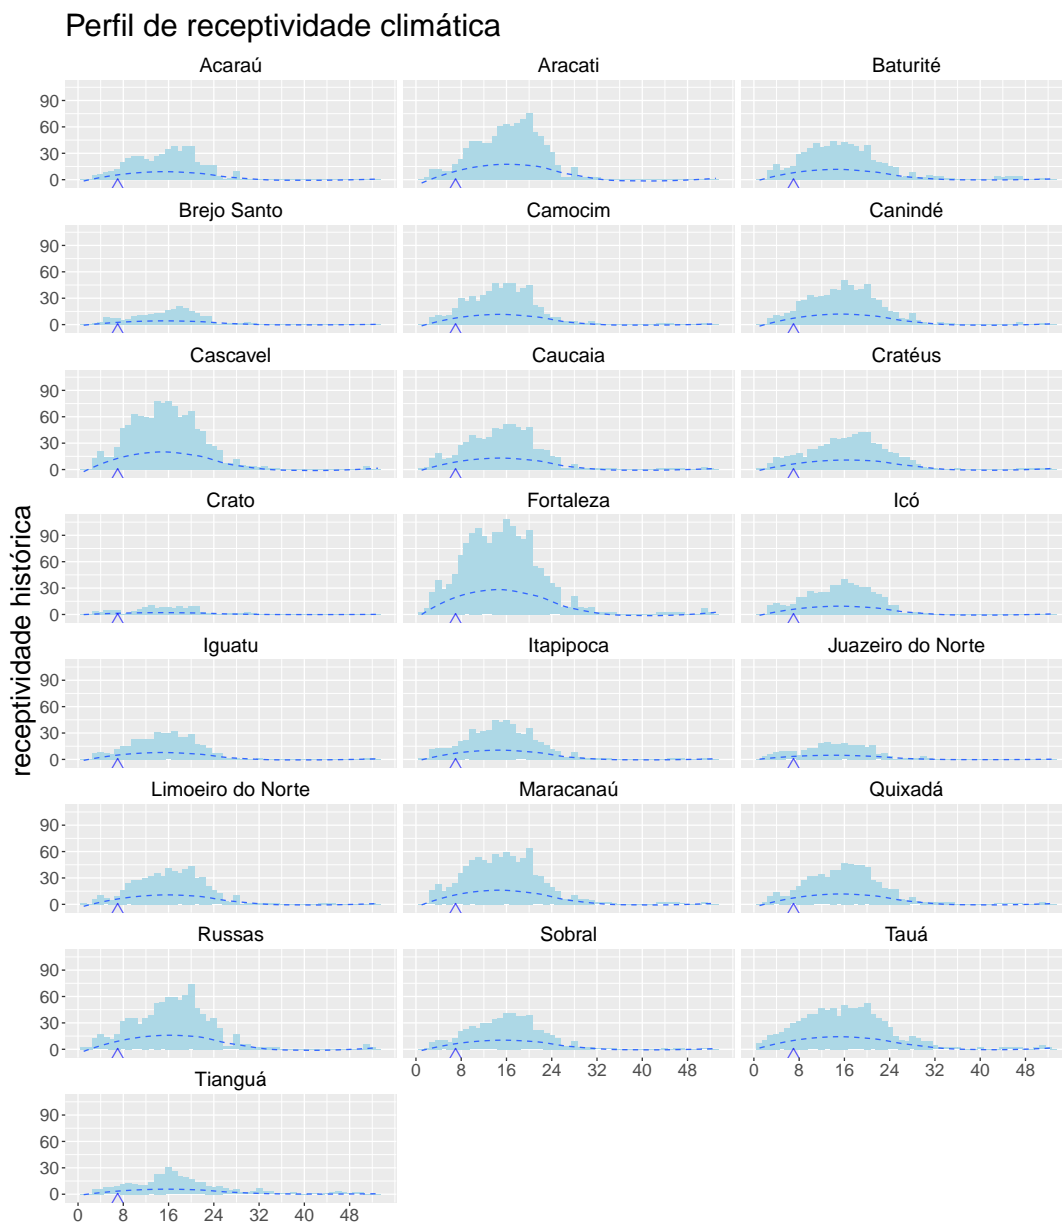 Perfil de receptividade climática
Acaraú Aracati Baturité
90
60
30
0
Brejo Santo Camocim Canindé
90
60
30
0
Cascavel Caucaia Cratéus
90
60
30
0
Crato Fortaleza Icó
90
60
30
0
receptividade histórica
Iguatu Itapipoca Juazeiro do Norte
90
60
30
0
Limoeiro do Norte Maracanaú Quixadá
90
60
30
0
Russas Sobral Tauá
90
60
30
0
0 8 16 24 32 40 48 0 8 16 24 32 40 48
Tianguá
90
60
30
0
0 8 16 24 32 40 48